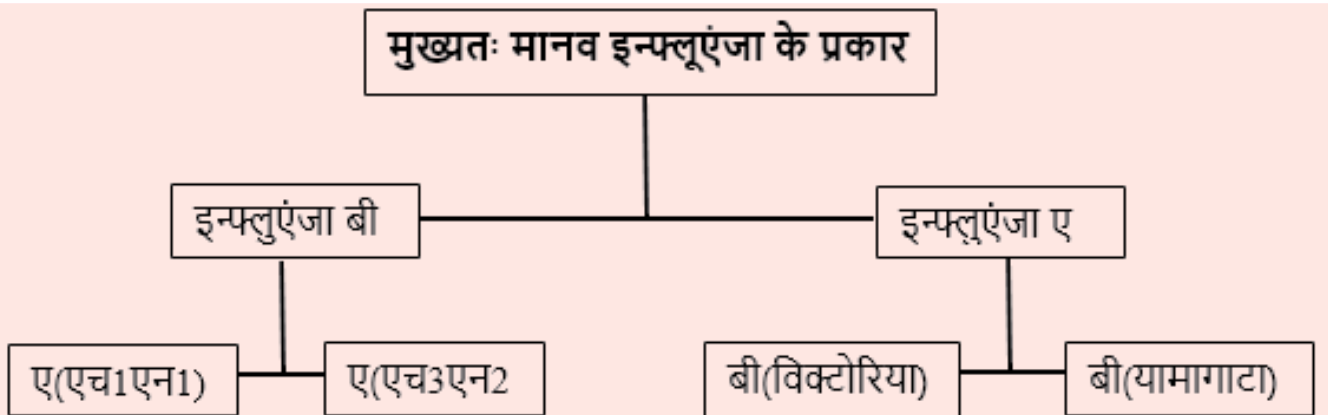 मुख्यतः मानव इन्फ्लूएंजा के प्रकार
इन्फ्लुएंजा बी
इन्फ्लुएंजा ए
ए(एच1एन1)
ए(एच3एन2
बी(विक्टोरिया)
बी(यामागाटा)